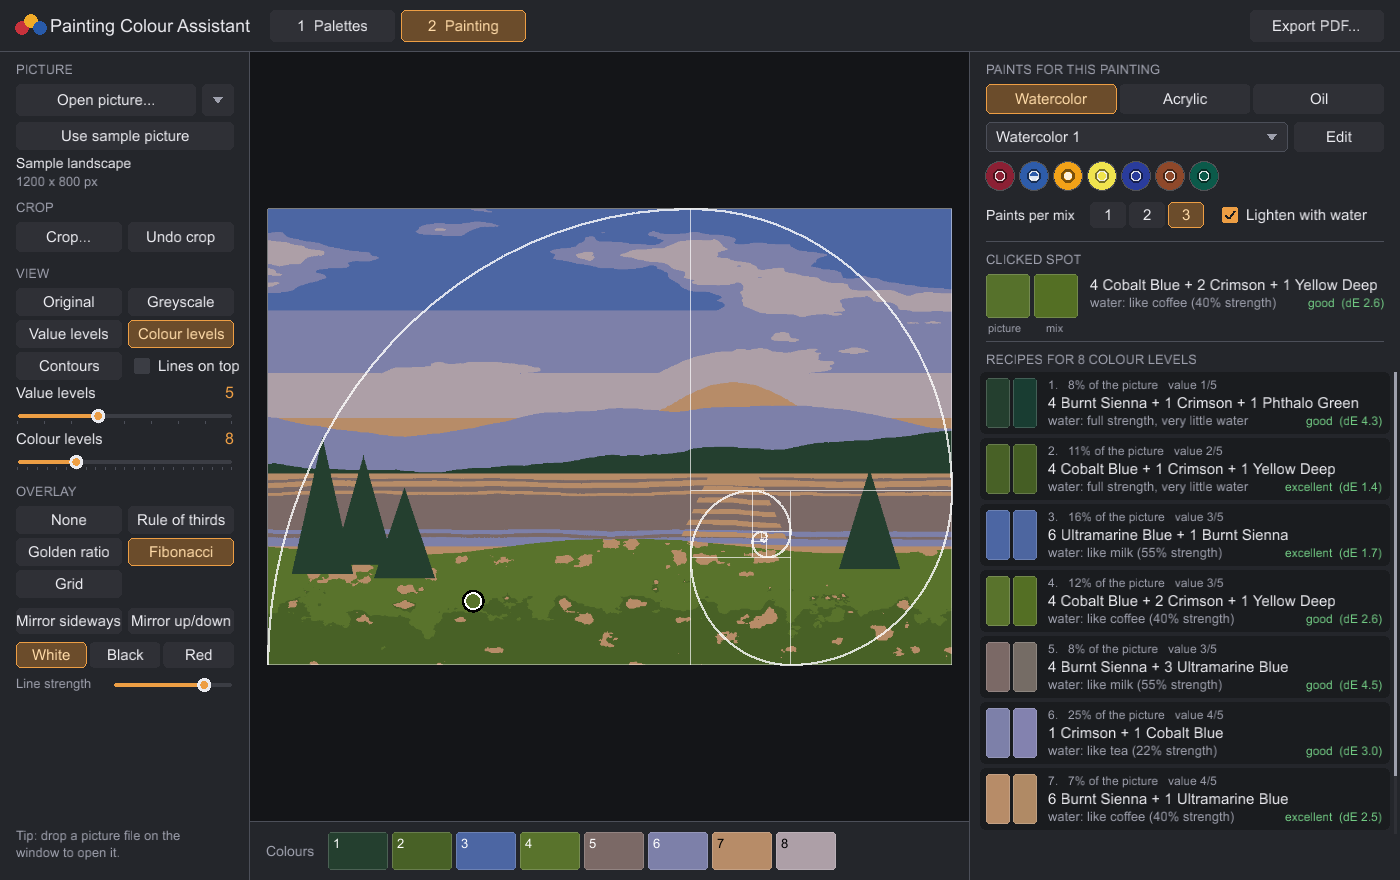 Painting Colour Assistant
1 Palettes
2 Painting
Export PDF...
PICTURE
Open picture...
Use sample picture
Sample landscape
1200 x 800 px
CROP
Crop...
Undo crop
VIEW
Original
Greyscale
Value levels
Colour levels
Contours
Lines on top
Value levels 5
Colour levels 8
OVERLAY
None
Rule of thirds
Golden ratio
Fibonacci
Grid
Mirror sideways
Mirror up/down
White
Black
Red
Line strength
Tip: drop a picture file on the
window to open it.
Colours
1
2
3
4
5
6
7
8
PAINTS FOR THIS PAINTING
Watercolor
Acrylic
Oil
Watercolor 1
Edit
Paints per mix
1
2
3
Lighten with water
CLICKED SPOT
4 Cobalt Blue + 2 Crimson + 1 Yellow Deep
water: like coffee (40% strength) good (dE 2.6)
picture
mix
RECIPES FOR 8 COLOUR LEVELS
1. 8% of the picture value 1/5
4 Burnt Sienna + 1 Crimson + 1 Phthalo Green
water: full strength, very little water good (dE 4.3)
2. 11% of the picture value 2/5
4 Cobalt Blue + 1 Crimson + 1 Yellow Deep
water: full strength, very little water excellent (dE 1.4)
3. 16% of the picture value 3/5
6 Ultramarine Blue + 1 Burnt Sienna
water: like milk (55% strength) excellent (dE 1.7)
4. 12% of the picture value 3/5
4 Cobalt Blue + 2 Crimson + 1 Yellow Deep
water: like coffee (40% strength) good (dE 2.6)
5. 8% of the picture value 3/5
4 Burnt Sienna + 3 Ultramarine Blue
water: like milk (55% strength) good (dE 4.5)
6. 25% of the picture value 4/5
1 Crimson + 1 Cobalt Blue
water: like tea (22% strength) good (dE 3.0)
7. 7% of the picture value 4/5
6 Burnt Sienna + 1 Ultramarine Blue
water: like coffee (40% strength) excellent (dE 2.5)